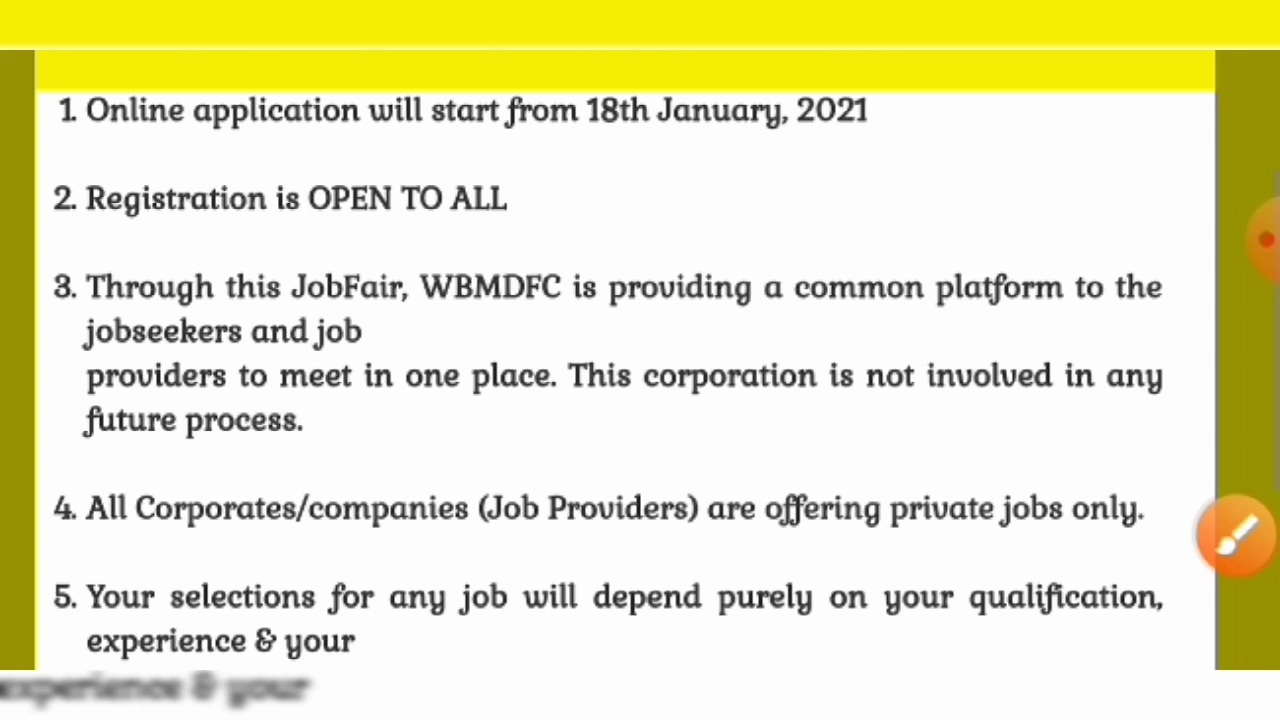 1. Online application will start from 18th January, 2021
2. Registration is OPEN TO ALL
3. Through this JobFair, WBMDFC is providing a common platform to the
jobseekers and job
providers to meet in one place. This corporation is not involved in any
future process.
4. All Corporates/companies (Job Providers) are offering private jobs only.
5. Your selections for any job will depend purely on your qualification,
experience & your
experience & your